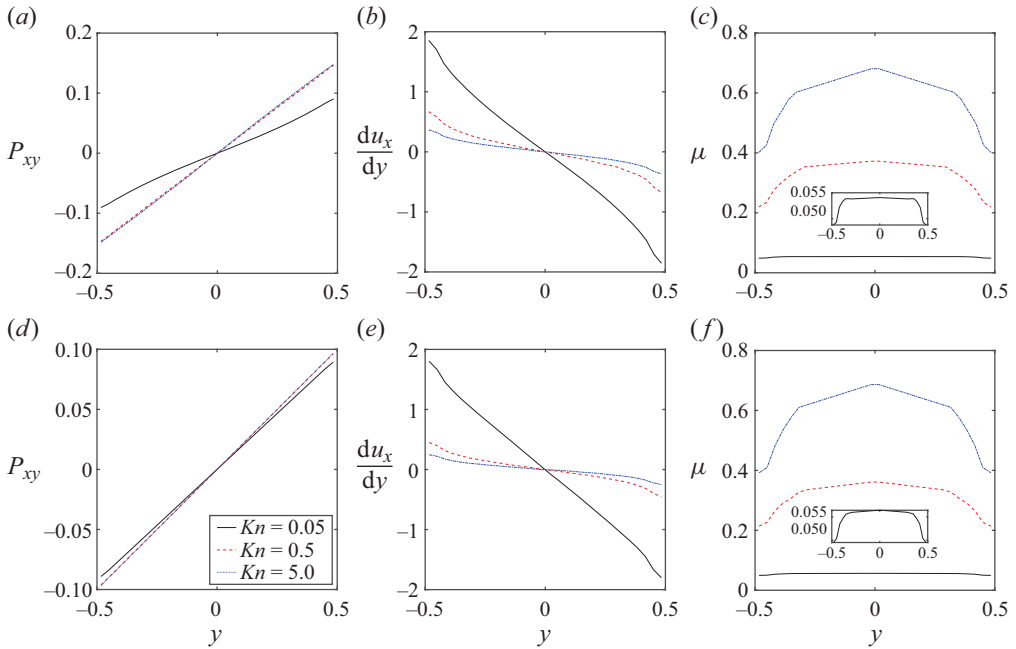 (a) (b) (c)
0.2 2 0.8
0.1 1 0.6
P_xy 0 du_x/dy 0 μ 0.4
0.055
0.050
–0.5 0 0.5
–0.1 –1 0.2
–0.2 –2 0
–0.5 0 0.5 –0.5 0 0.5 –0.5 0 0.5
(d) (e) (f)
0.10 2 0.8
0.05 1 0.6
P_xy 0 du_x/dy 0 μ 0.4
0.055
0.050
–0.5 0 0.5
–0.05 –1 0.2
Kn = 0.05
Kn = 0.5
Kn = 5.0
–0.10 –2 0
–0.5 0 0.5 –0.5 0 0.5 –0.5 0 0.5
y y y